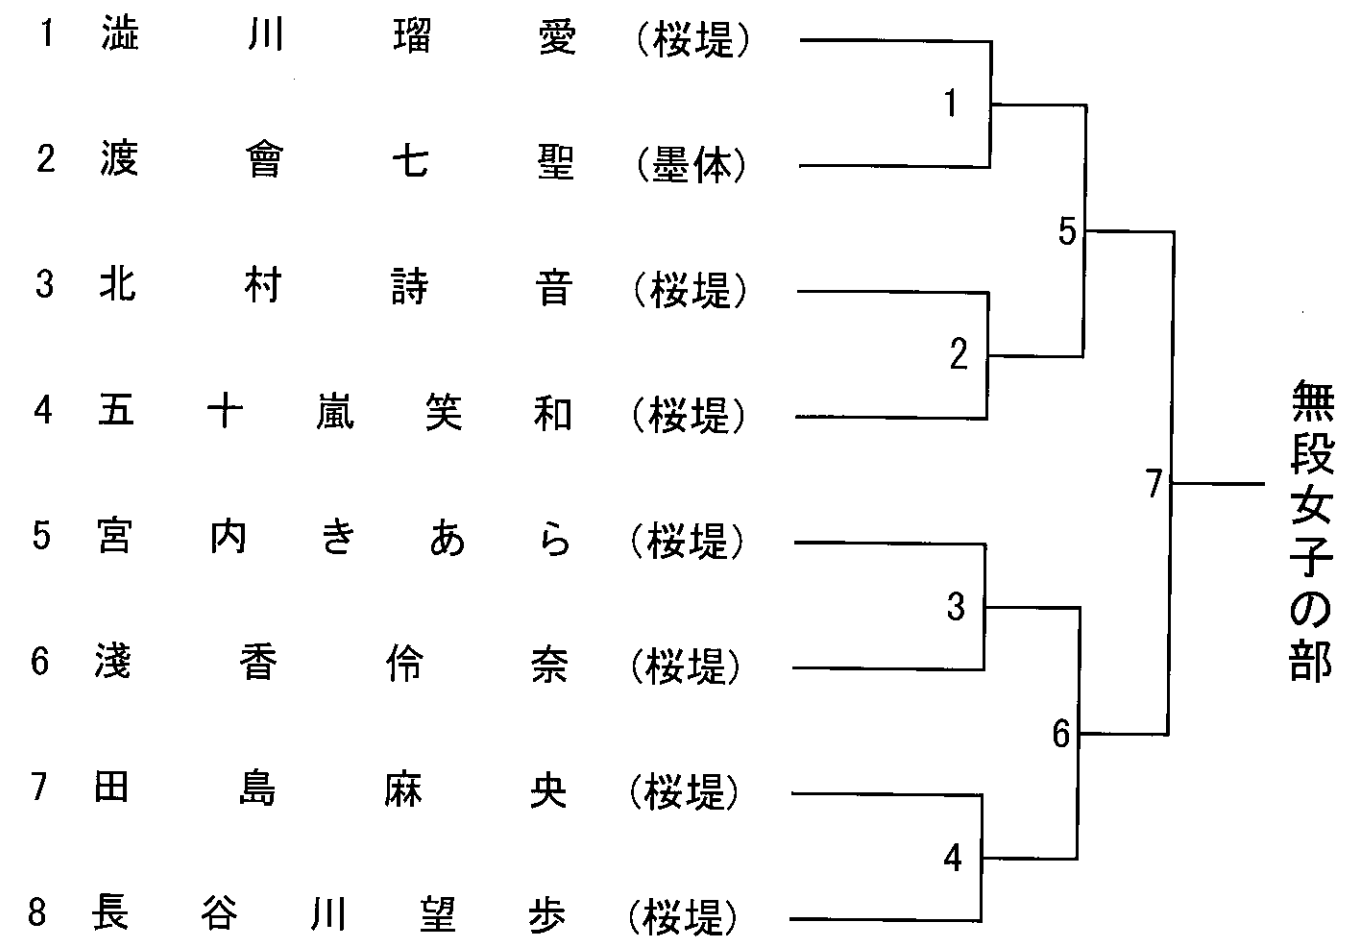 1 澁川瑠愛 (桜堤)
2 渡會七聖 (墨体)
3 北村詩音 (桜堤)
4 五十嵐笑和 (桜堤)
5 宮内きあら (桜堤)
6 淺香伶奈 (桜堤)
7 田島麻央 (桜堤)
8 長谷川望歩 (桜堤)
1
2
3
4
5
6
7
無段女子の部